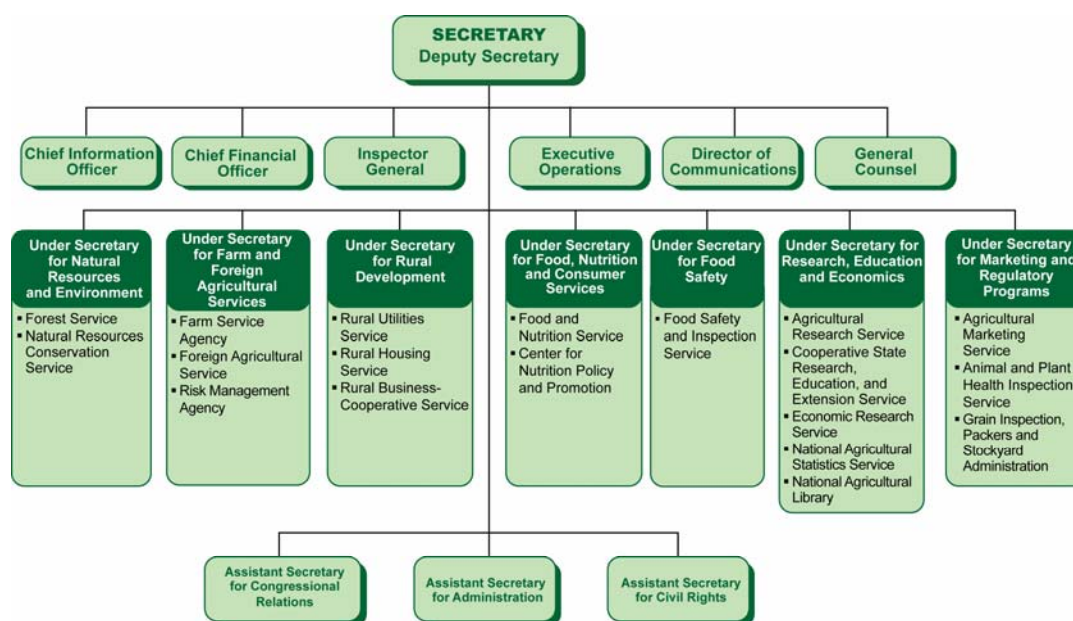 SECRETARY
Deputy Secretary
Chief Information
Officer
Chief Financial
Officer
Inspector
General
Executive
Operations
Director of
Communications
General
Counsel
Under Secretary
for Natural
Resources
and Environment
▪ Forest Service
▪ Natural Resources
Conservation
Service
Under Secretary
for Farm and
Foreign
Agricultural
Services
▪ Farm Service
Agency
▪ Foreign Agricultural
Service
▪ Risk Management
Agency
Under Secretary
for Rural
Development
▪ Rural Utilities
Service
▪ Rural Housing
Service
▪ Rural Business-
Cooperative Service
Under Secretary
for Food, Nutrition
and Consumer
Services
▪ Food and
Nutrition Service
▪ Center for
Nutrition Policy
and Promotion
Under Secretary
for Food
Safety
▪ Food Safety
and Inspection
Service
Under Secretary for
Research, Education
and Economics
▪ Agricultural
Research Service
▪ Cooperative State
Research,
Education, and
Extension Service
▪ Economic Research
Service
▪ National Agricultural
Statistics Service
▪ National Agricultural
Library
Under Secretary
for Marketing and
Regulatory
Programs
▪ Agricultural
Marketing
Service
▪ Animal and Plant
Health Inspection
Service
▪ Grain Inspection,
Packers and
Stockyard
Administration
Assistant Secretary
for Congressional
Relations
Assistant Secretary
for Administration
Assistant Secretary
for Civil Rights